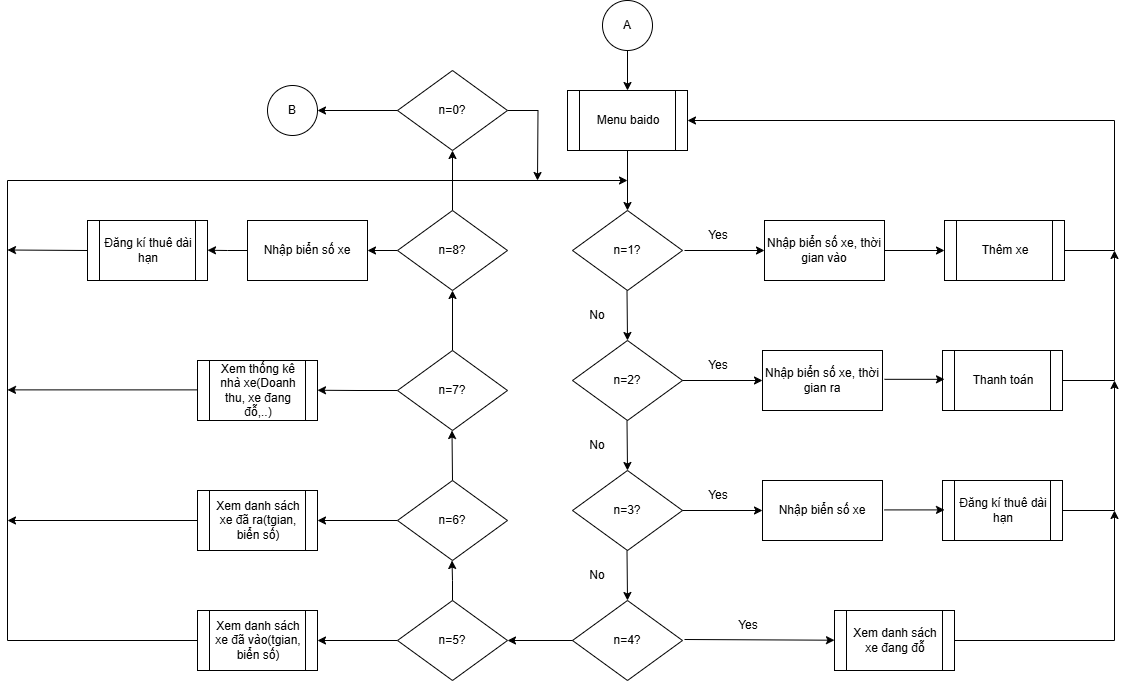 A
Menu baido
n=0?
B
n=8?
Nhập biển số xe
Đăng kí thuê dài
hạn
n=1?
Yes
Nhập biển số xe, thời
gian vào
Thêm xe
No
n=7?
Xem thống kê
nhà xe(Doanh
thu, xe đang
đỗ,..)
n=2?
Yes
Nhập biển số xe, thời
gian ra
Thanh toán
No
n=6?
Xem danh sách
xe đã ra(tgian,
biển số)
n=3?
Yes
Nhập biển số xe
Đăng kí thuê dài
hạn
No
n=5?
Xem danh sách
xe đã vào(tgian,
biển số)
n=4?
Yes
Xem danh sách
xe đang đỗ